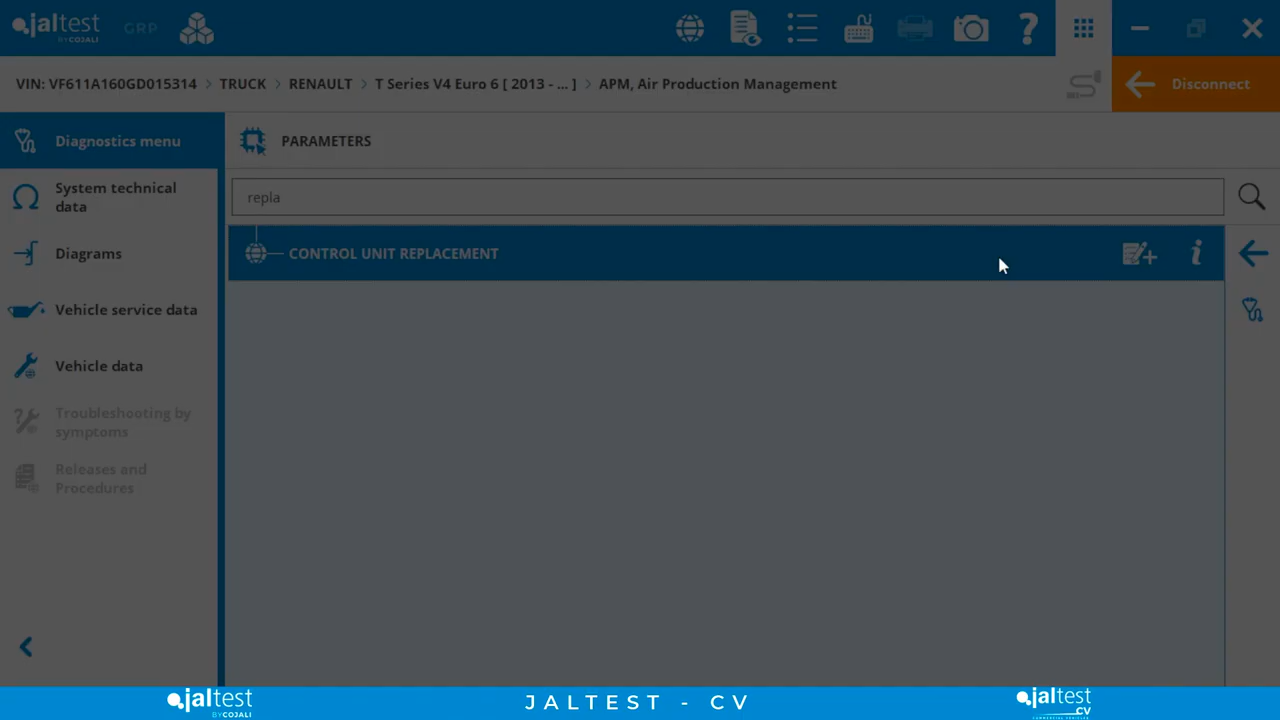 jaltest
BY COJALI
GRP
VIN: VF611A160GD015314 > TRUCK > RENAULT > T Series V4 Euro 6 [ 2013 - ... ] > APM, Air Production Management
Disconnect
Diagnostics menu
PARAMETERS
System technical
data
repla
Diagrams
CONTROL UNIT REPLACEMENT
Vehicle service data
Vehicle data
Troubleshooting by
symptoms
Releases and
Procedures
jaltest
BY COJALI
JALTEST - CV
jaltest
CV
COMMERCIAL VEHICLES